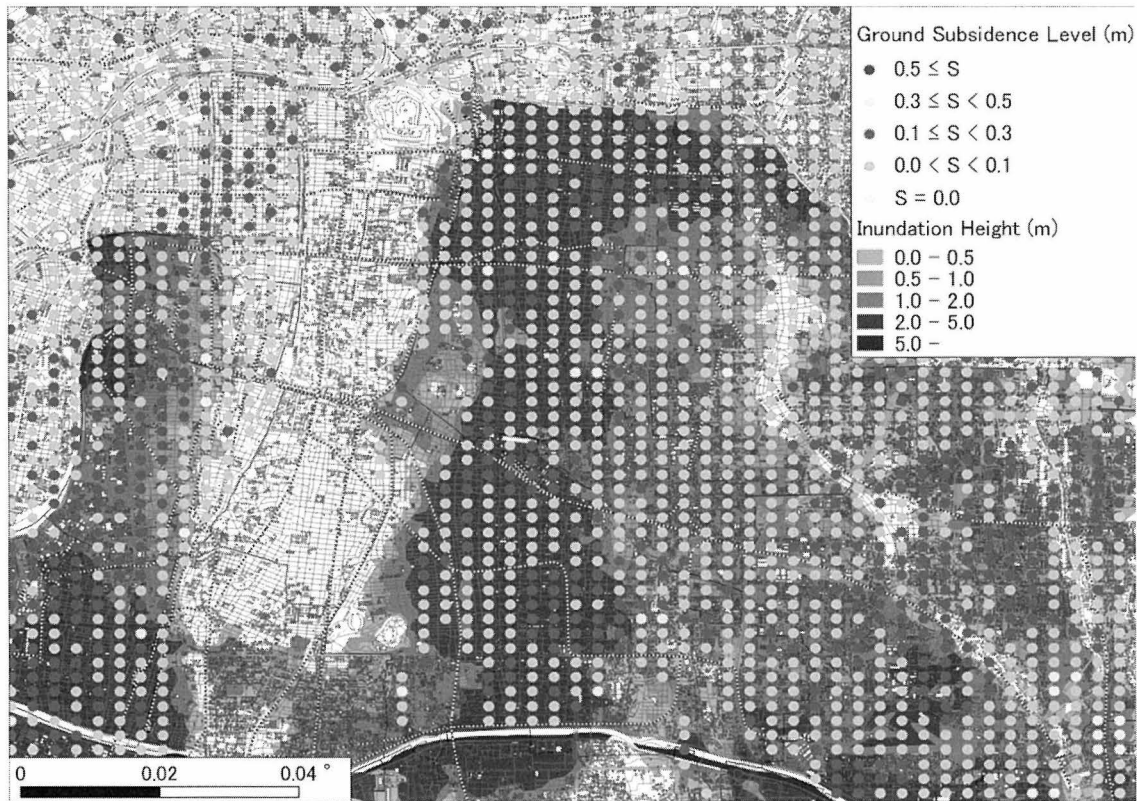 Ground Subsidence Level (m)
0.5 ≤ S
0.3 ≤ S < 0.5
0.1 ≤ S < 0.3
0.0 < S < 0.1
S = 0.0
Inundation Height (m)
0.0 - 0.5
0.5 - 1.0
1.0 - 2.0
2.0 - 5.0
5.0 -
0 0.02 0.04 °